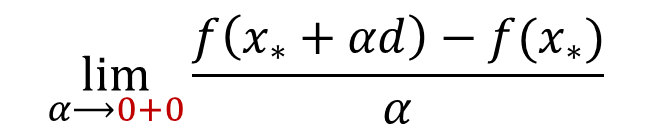 lim α⟶0+0 f(x∗ + αd) − f(x∗) / α